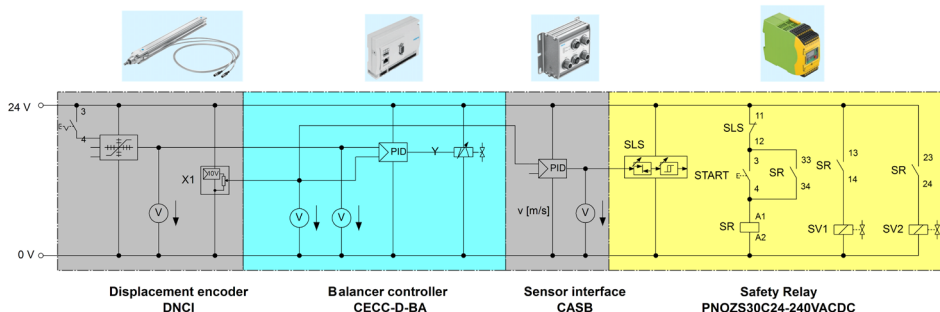 24 V
3
4
E
10V
X1
V
V
V
PID
Y
PID
v [m/s]
V
SLS
11
SLS
12
3
START
E
4
33
SR
34
A1
SR
A2
13
SR
14
SV1
23
SR
24
SV2
0 V
Displacement encoder
DNCI
Balancer controller
CECC-D-BA
Sensor interface
CASB
Safety Relay
PNOZS30C24-240VACDC